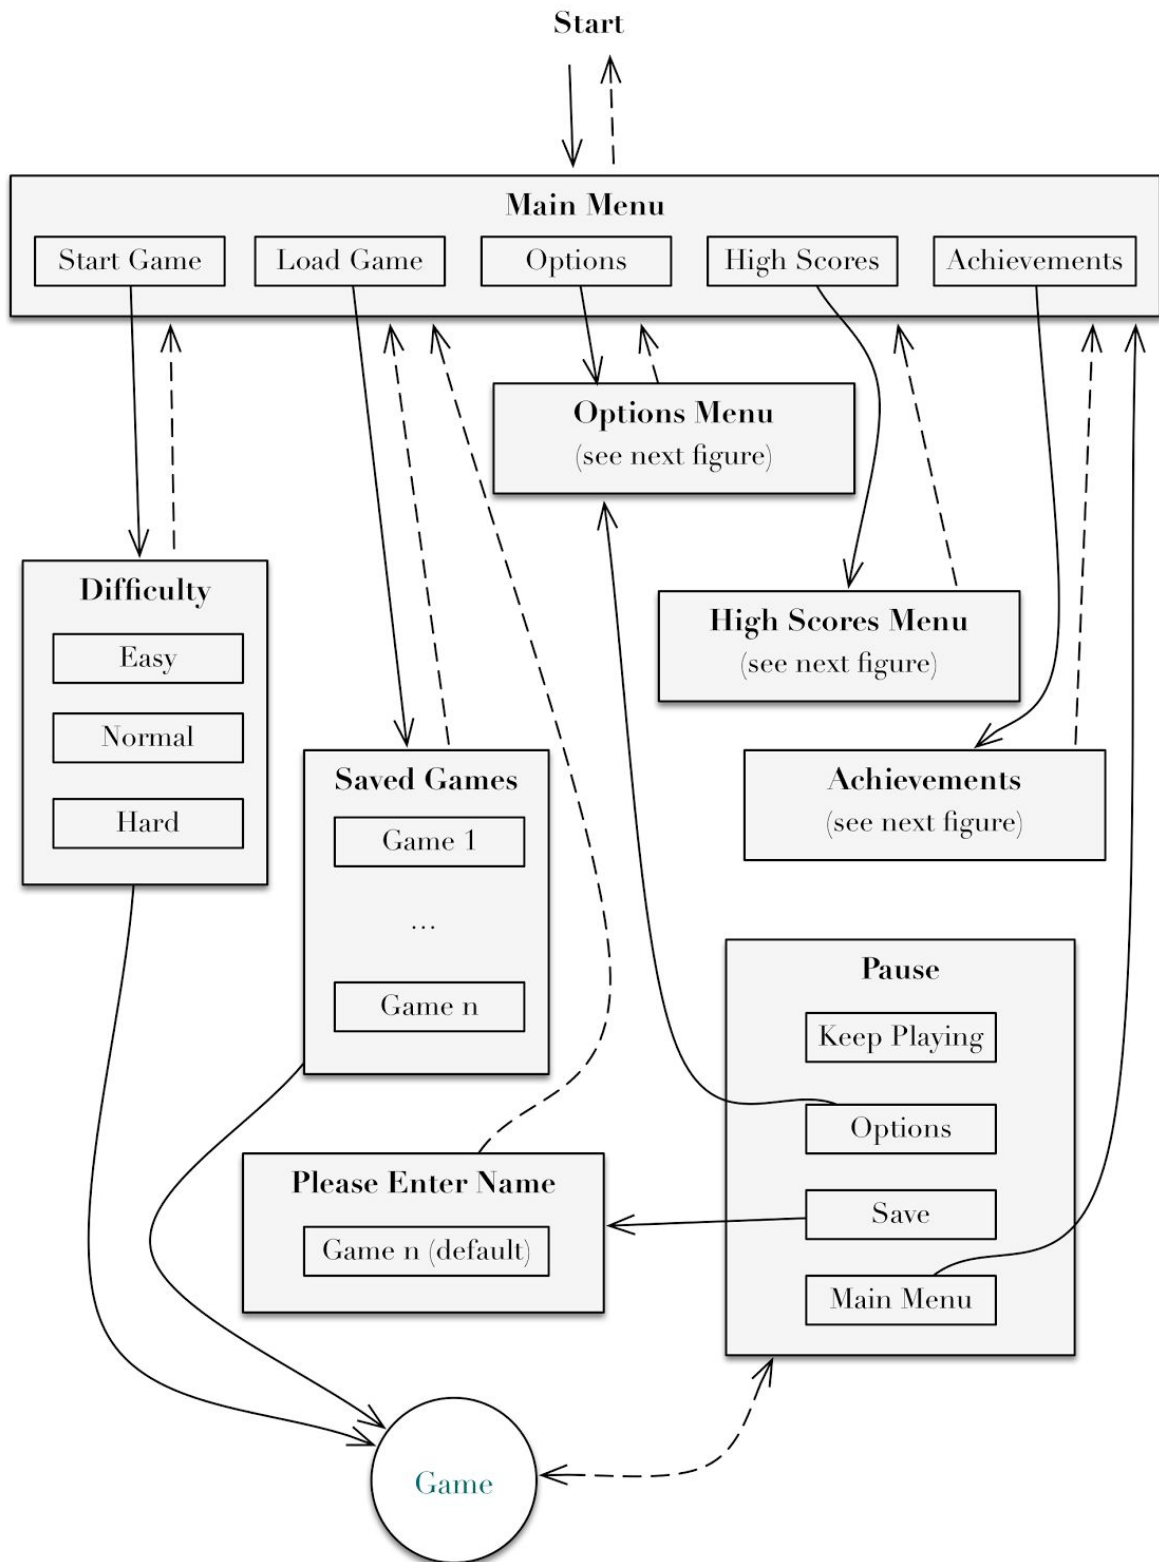 Start
Main Menu
Start Game
Load Game
Options
High Scores
Achievements
Options Menu
(see next figure)
Difficulty
Easy
Normal
Hard
High Scores Menu
(see next figure)
Saved Games
Game 1
...
Game n
Achievements
(see next figure)
Pause
Keep Playing
Options
Save
Main Menu
Please Enter Name
Game n (default)
Game